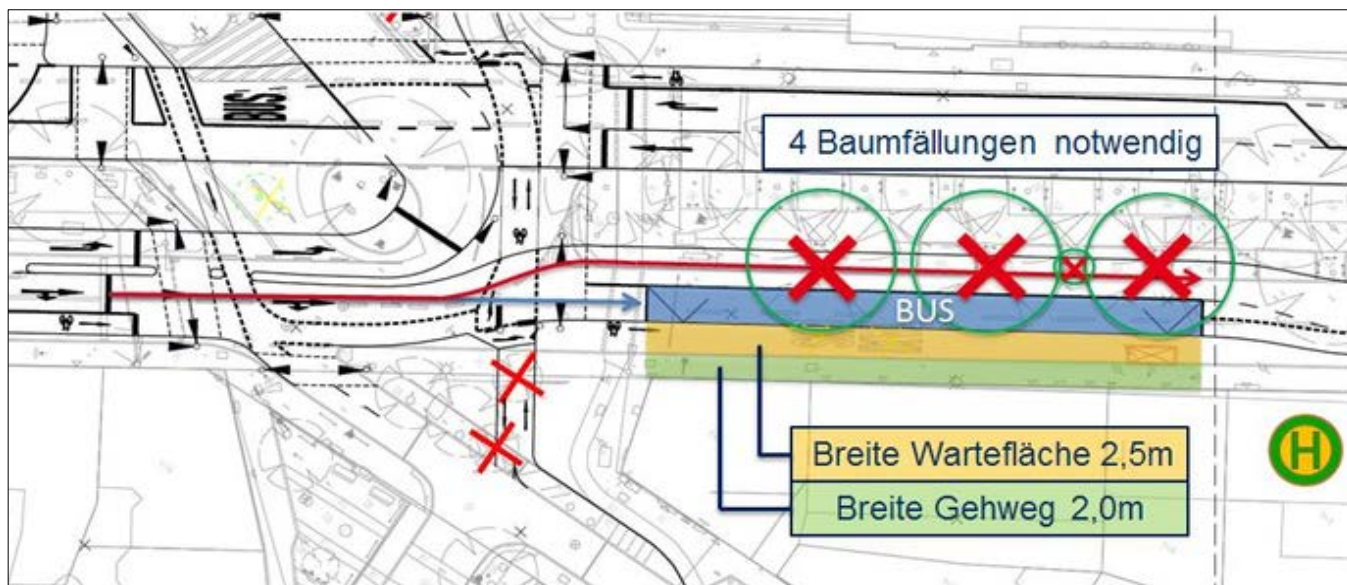 BUS
4 Baumfällungen notwendig
BUS
Breite Wartefläche 2,5m
Breite Gehweg 2,0m
H